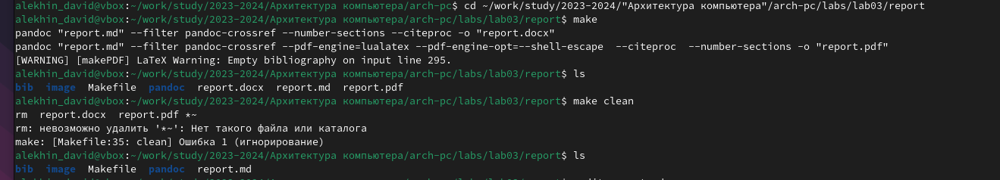 alekhin_david@vbox:~/work/study/2023-2024/Архитектура компьютера/arch-pc$ cd ~/work/study/2023-2024/"Архитектура компьютера"/arch-pc/labs/lab03/report
alekhin_david@vbox:~/work/study/2023-2024/Архитектура компьютера/arch-pc/labs/lab03/report$ make
pandoc "report.md" --filter pandoc-crossref --number-sections --citeproc -o "report.docx"
pandoc "report.md" --filter pandoc-crossref --pdf-engine=lualatex --pdf-engine-opt=--shell-escape  --citeproc  --number-sections -o "report.pdf"
[WARNING] [makePDF] LaTeX Warning: Empty bibliography on input line 295.
alekhin_david@vbox:~/work/study/2023-2024/Архитектура компьютера/arch-pc/labs/lab03/report$ ls
bib  image  Makefile  pandoc  report.docx  report.md  report.pdf
alekhin_david@vbox:~/work/study/2023-2024/Архитектура компьютера/arch-pc/labs/lab03/report$ make clean
rm  report.docx  report.pdf *~
rm: невозможно удалить '*~': Нет такого файла или каталога
make: [Makefile:35: clean] Ошибка 1 (игнорирование)
alekhin_david@vbox:~/work/study/2023-2024/Архитектура компьютера/arch-pc/labs/lab03/report$ ls
bib  image  Makefile  pandoc  report.md